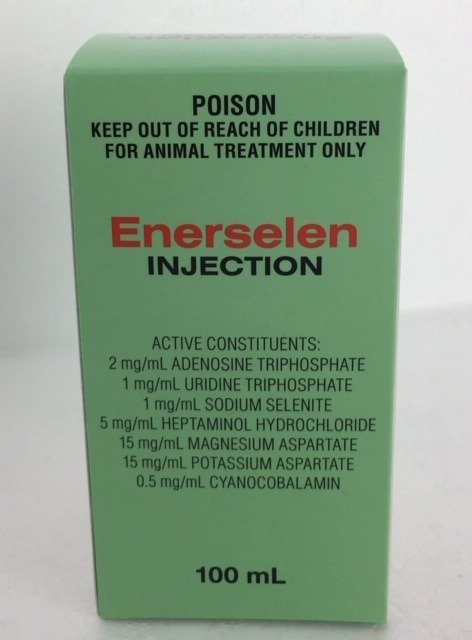 POISON
KEEP OUT OF REACH OF CHILDREN
FOR ANIMAL TREATMENT ONLY
Enerselen
INJECTION
ACTIVE CONSTITUENTS:
2 mg/mL ADENOSINE TRIPHOSPHATE
1 mg/mL URIDINE TRIPHOSPHATE
1 mg/mL SODIUM SELENITE
5 mg/mL HEPTAMINOL HYDROCHLORIDE
15 mg/mL MAGNESIUM ASPARTATE
15 mg/mL POTASSIUM ASPARTATE
0.5 mg/mL CYANOCOBALAMIN
100 mL